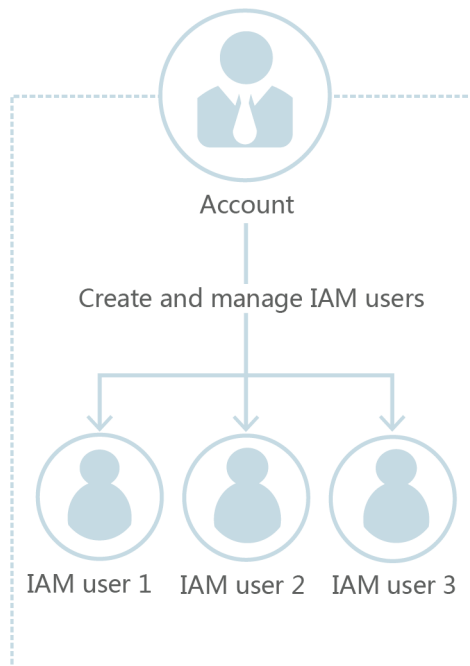 Account
Create and manage IAM users
IAM user 1
IAM user 2
IAM user 3